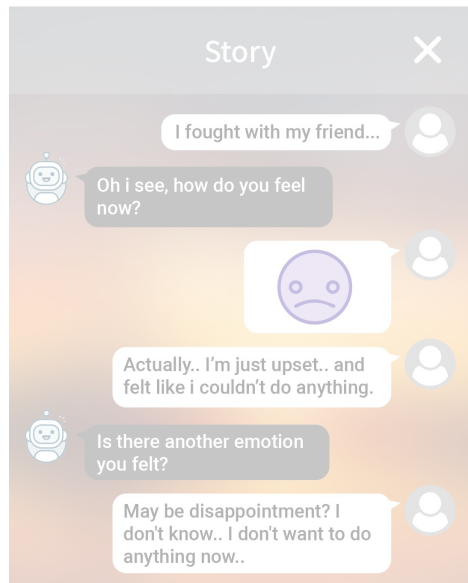 Story
I fought with my friend...
Oh i see, how do you feel
now?
Actually.. I'm just upset.. and
felt like i couldn't do anything.
Is there another emotion
you felt?
May be disappointment? I
don't know.. I don't want to do
anything now..